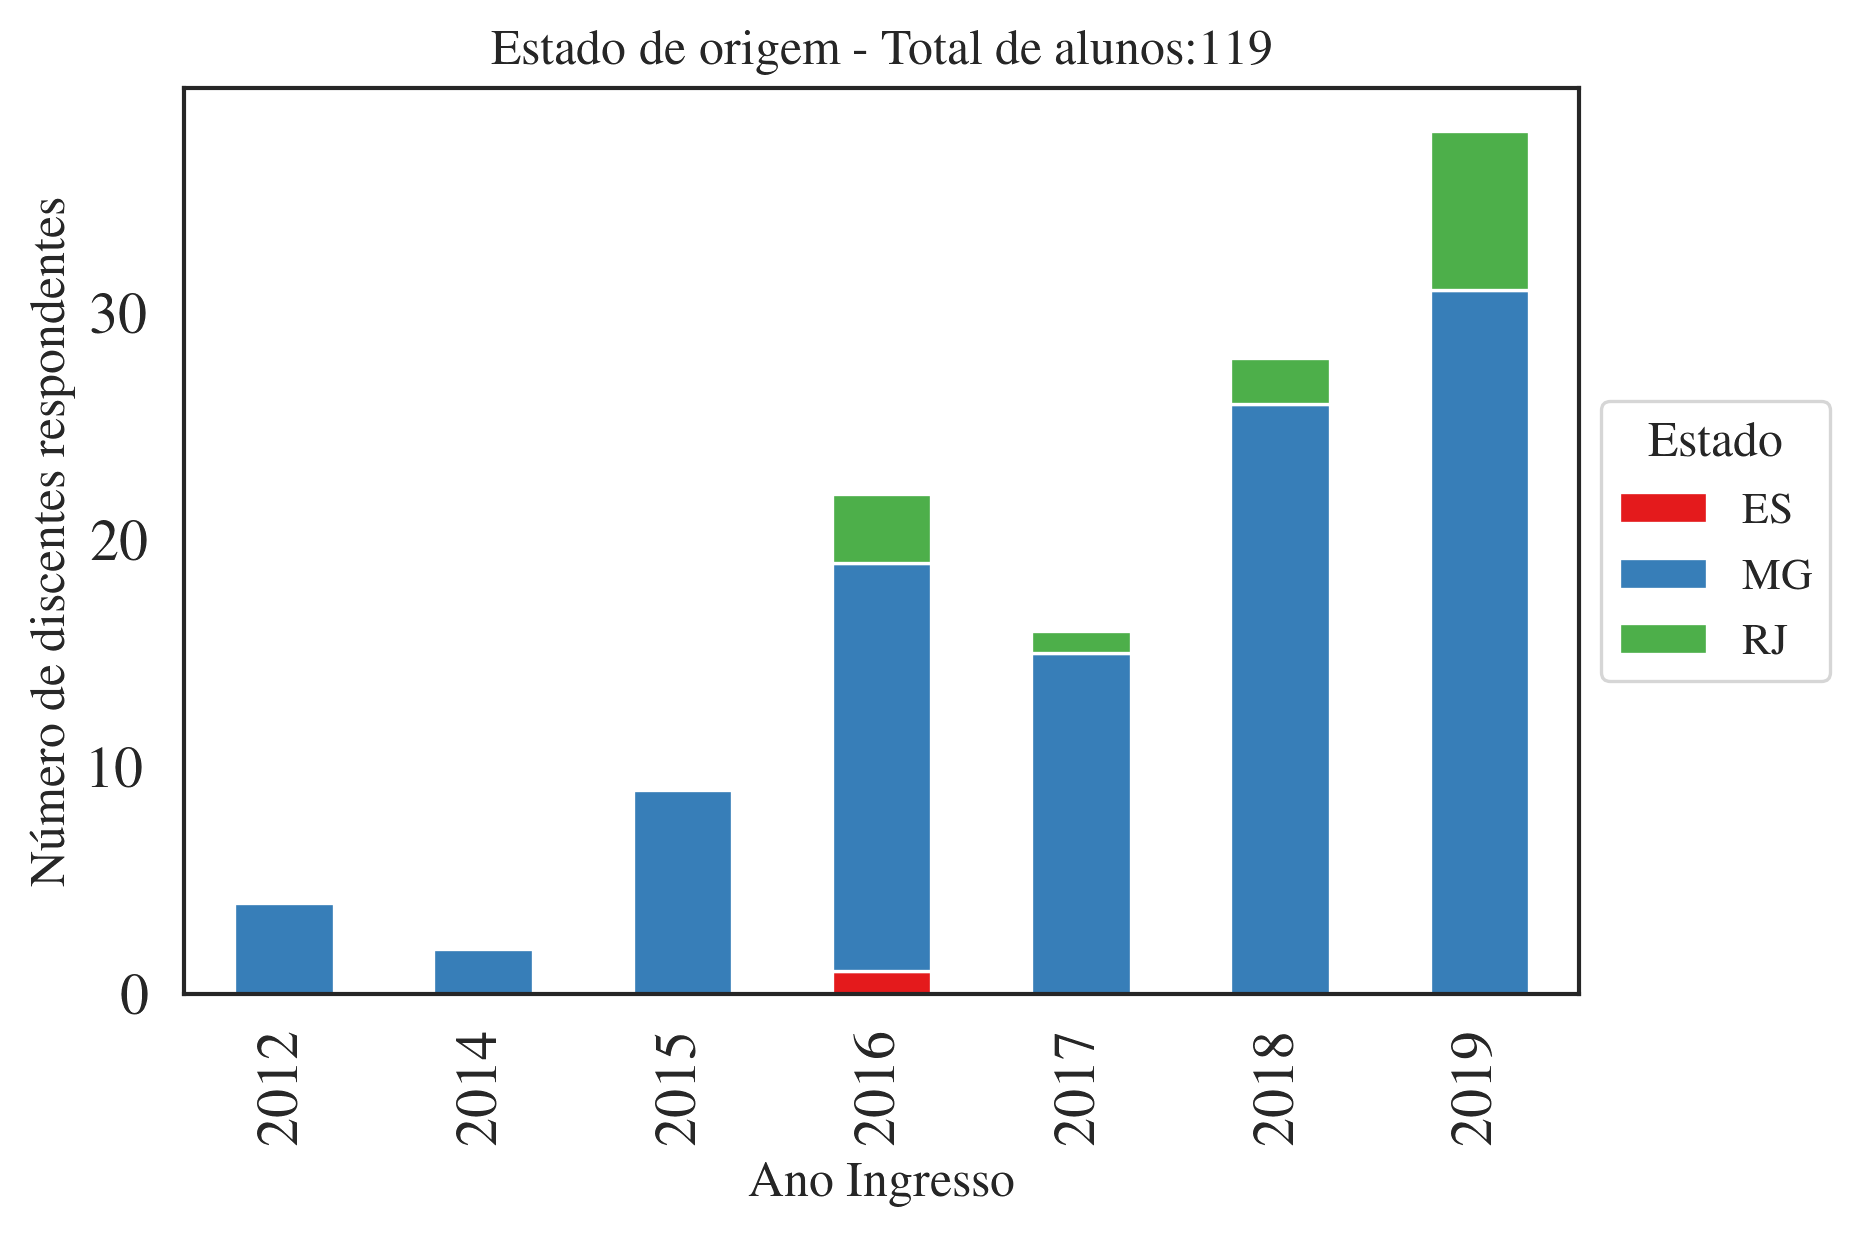 Estado de origem - Total de alunos:119
Número de discentes respondentes
30
20
10
0
2012
2014
2015
2016
2017
2018
2019
Ano Ingresso
Estado
ES
MG
RJ